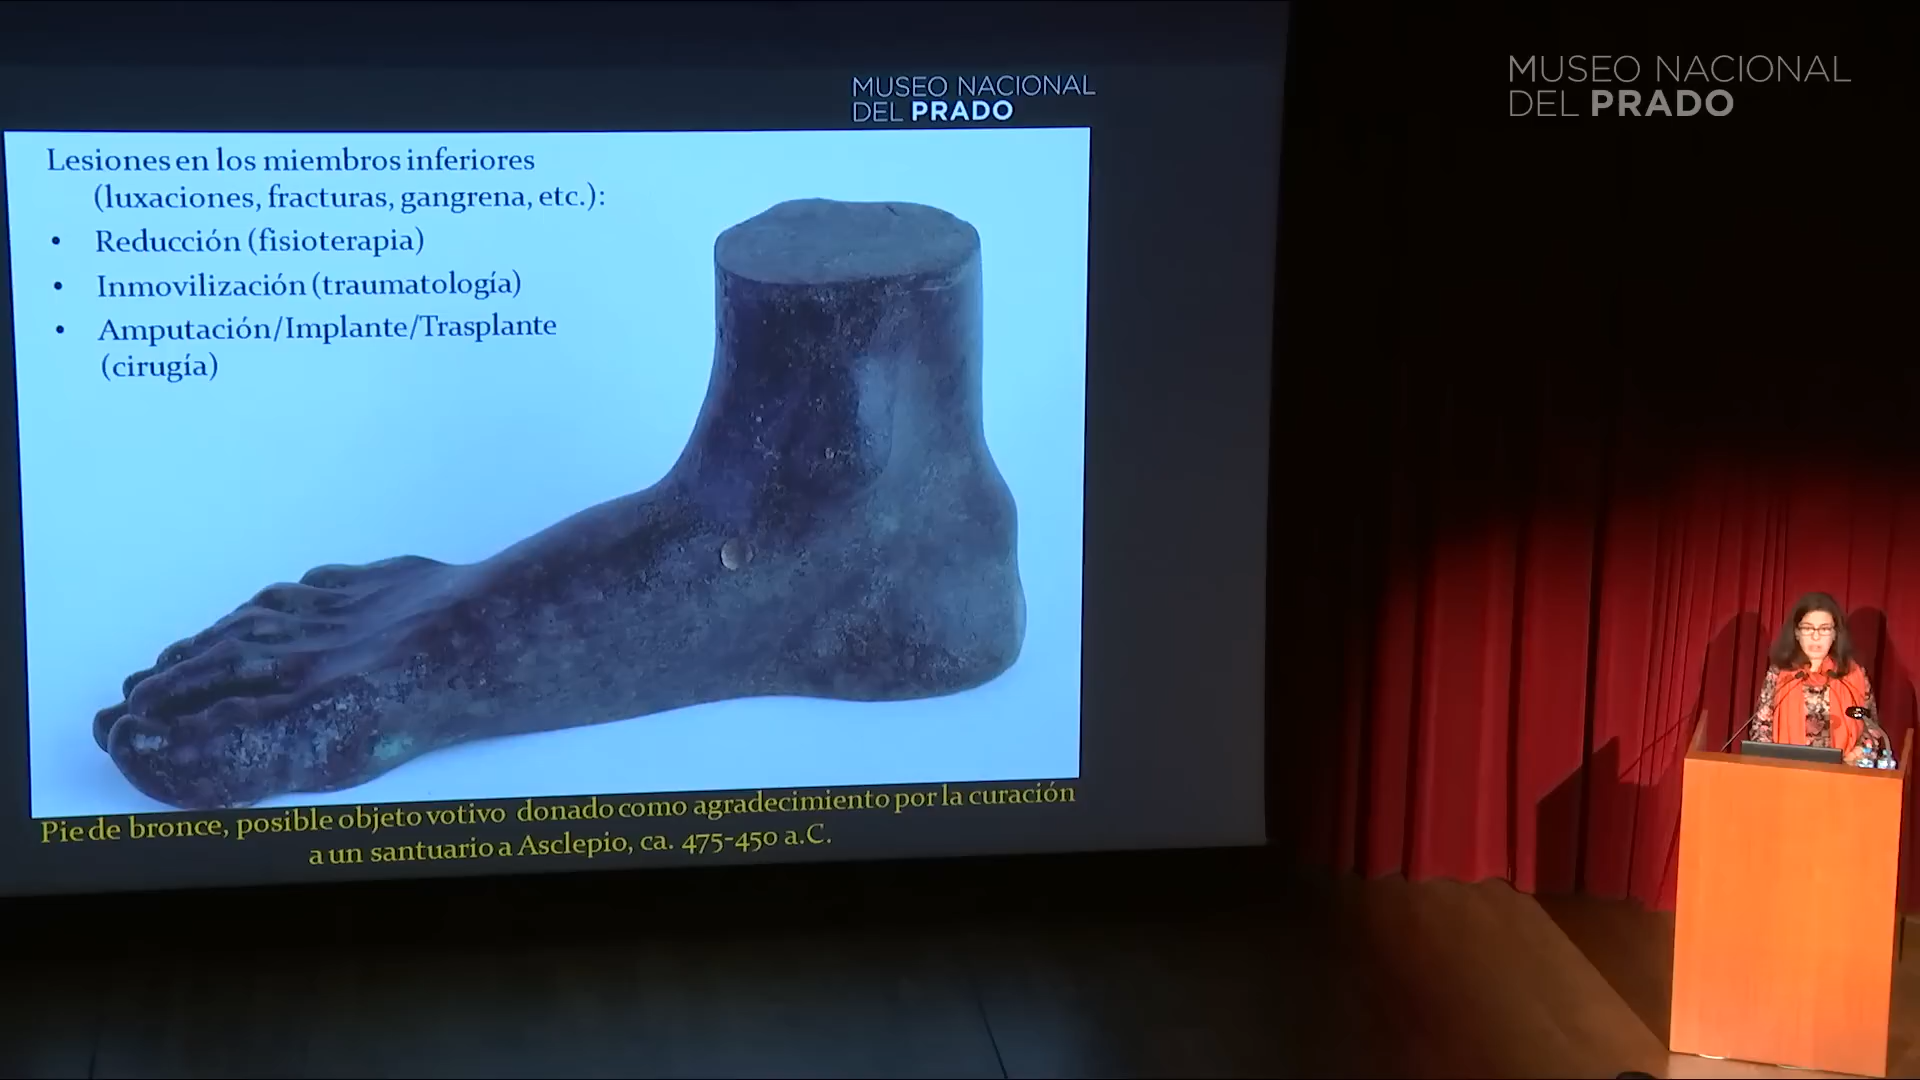 MUSEO NACIONAL
DEL PRADO
MUSEO NACIONAL
DEL PRADO
Lesiones en los miembros inferiores
(luxaciones, fracturas, gangrena, etc.):
• Reducción (fisioterapia)
• Inmovilización (traumatología)
• Amputación/Implante/Trasplante
(cirugía)
Pie de bronce, posible objeto votivo donado como agradecimiento por la curación
a un santuario a Asclepio, ca. 475-450 a.C.